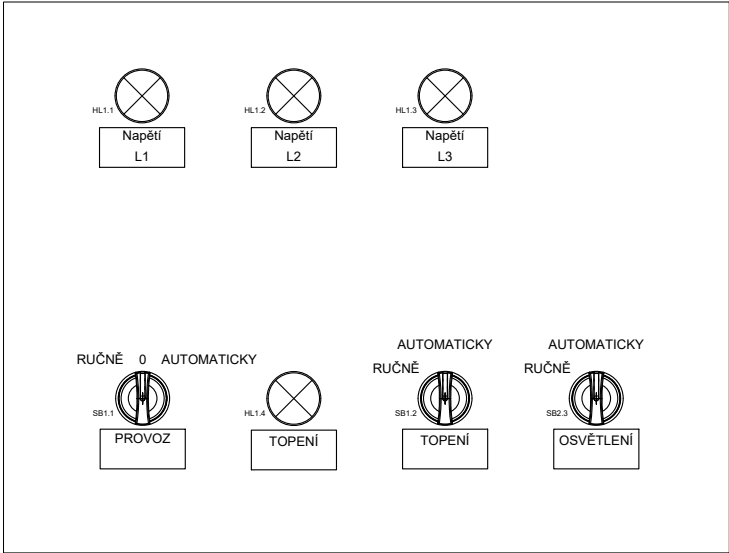 HL1.1
Napětí
L1
HL1.2
Napětí
L2
HL1.3
Napětí
L3
RUČNĚ 0 AUTOMATICKY
SB1.1
PROVOZ
HL1.4
TOPENÍ
AUTOMATICKY
RUČNĚ
SB1.2
TOPENÍ
AUTOMATICKY
RUČNĚ
SB2.3
OSVĚTLENÍ